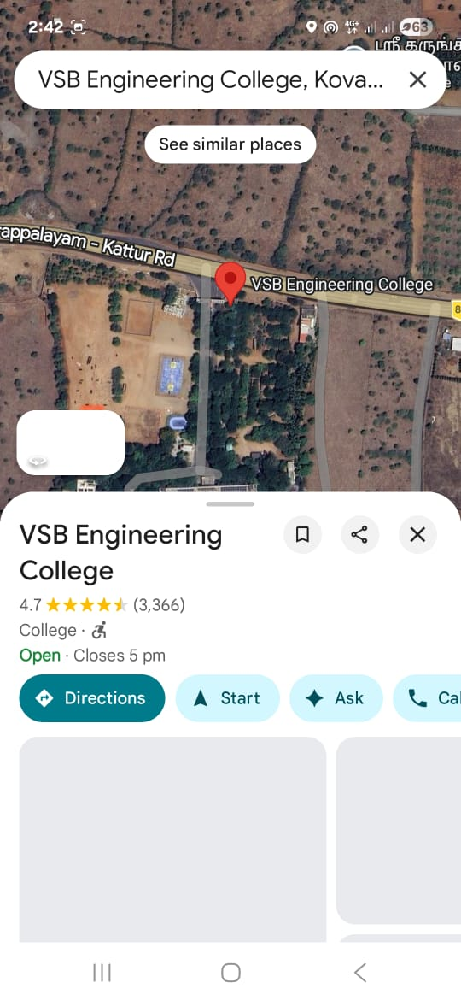 2:42
4G+
63
ஸ்ரீ கருங்
VSB Engineering College, Kova...
See similar places
appalayam - Kattur Rd
VSB Engineering College
8
VSB Engineering
College
4.7 (3,366)
College ·
Open · Closes 5 pm
Directions
Start
Ask
Cal